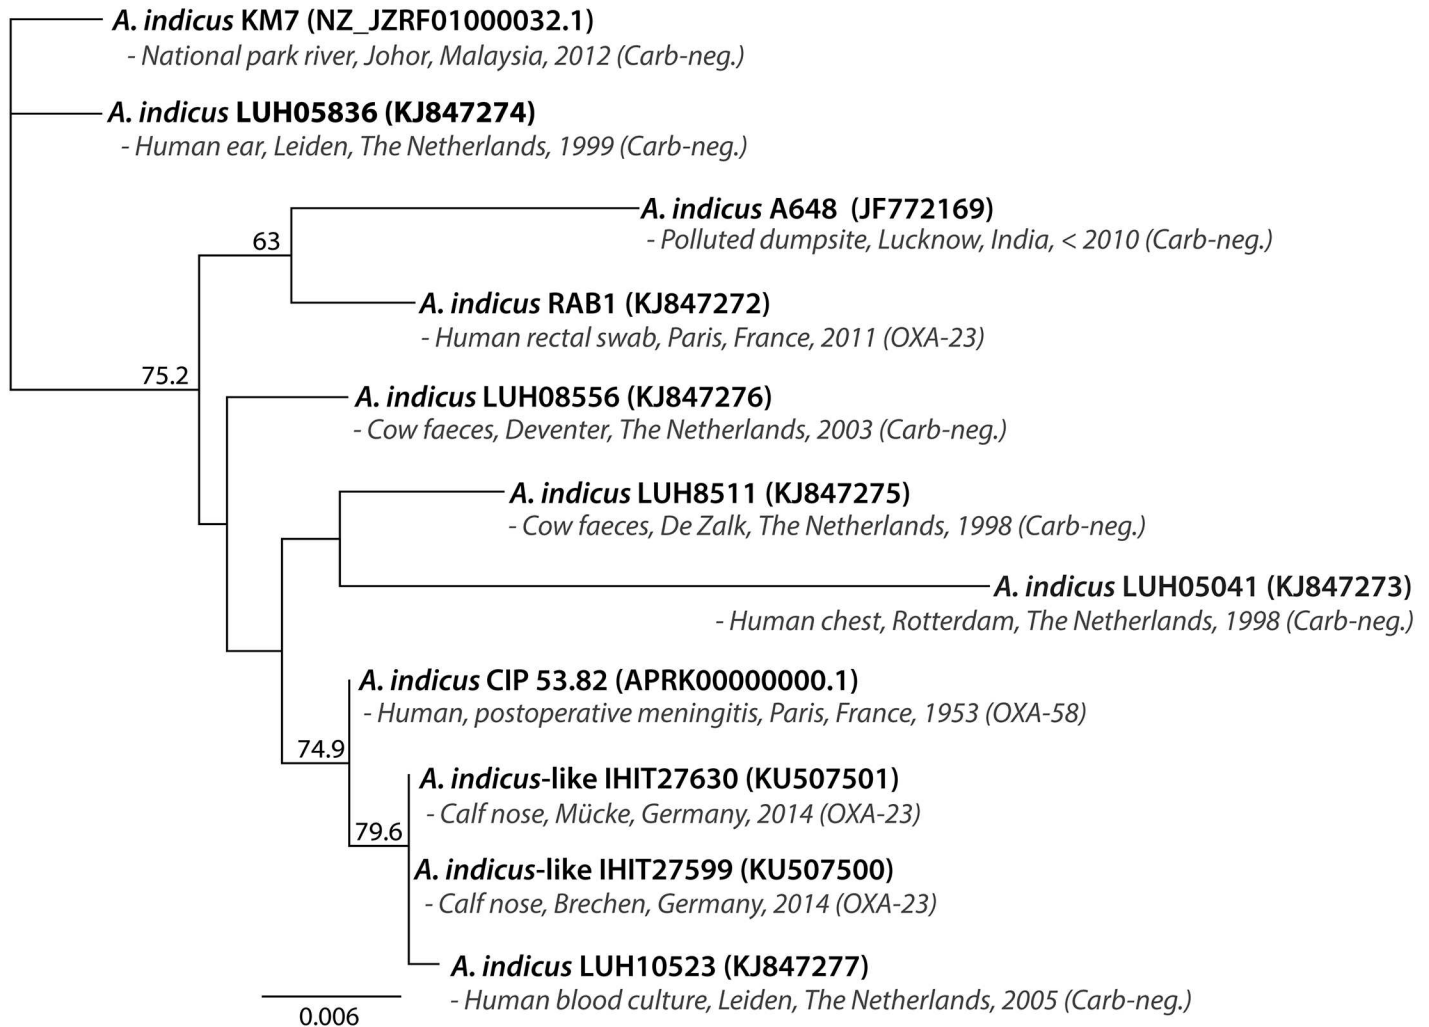 A. indicus KM7 (NZ_JZRF01000032.1)
- National park river, Johor, Malaysia, 2012 (Carb-neg.)
A. indicus LUH05836 (KJ847274)
- Human ear, Leiden, The Netherlands, 1999 (Carb-neg.)
A. indicus A648 (JF772169)
63
- Polluted dumpsite, Lucknow, India, < 2010 (Carb-neg.)
A. indicus RAB1 (KJ847272)
- Human rectal swab, Paris, France, 2011 (OXA-23)
75.2
A. indicus LUH08556 (KJ847276)
- Cow faeces, Deventer, The Netherlands, 2003 (Carb-neg.)
A. indicus LUH8511 (KJ847275)
- Cow faeces, De Zalk, The Netherlands, 1998 (Carb-neg.)
A. indicus LUH05041 (KJ847273)
- Human chest, Rotterdam, The Netherlands, 1998 (Carb-neg.)
A. indicus CIP 53.82 (APRK00000000.1)
- Human, postoperative meningitis, Paris, France, 1953 (OXA-58)
74.9
A. indicus-like IHIT27630 (KU507501)
- Calf nose, Mücke, Germany, 2014 (OXA-23)
79.6
A. indicus-like IHIT27599 (KU507500)
- Calf nose, Brechen, Germany, 2014 (OXA-23)
A. indicus LUH10523 (KJ847277)
- Human blood culture, Leiden, The Netherlands, 2005 (Carb-neg.)
0.006